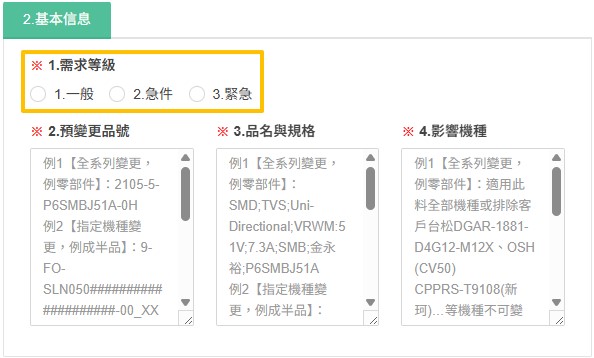 2.基本信息
※ 1.需求等級
1.一般 2.急件 3.緊急
※ 2.預變更品號 ※ 3.品名與規格 ※ 4.影響機種
例1【全系列變更，
例零部件】：2105-5-
P6SMBJ51A-0H
例2【指定機種變
更，例成半品】：9-
FO-
SLN050##########
##########-00_XX
例1【全系列變更，
例零部件】：
SMD;TVS;Uni-
Directional;VRWM:5
1V;7.3A;SMB;金永
裕;P6SMBJ51A
例2【指定機種變
更，例成半品】：
例1【全系列變更，
例零部件】：適用此
料全部機種或排除客
戶台松DGAR-1881-
D4G12-M12X、OSH
(CV50)
CPPRS-T9108(新
珂)…等機種不可變